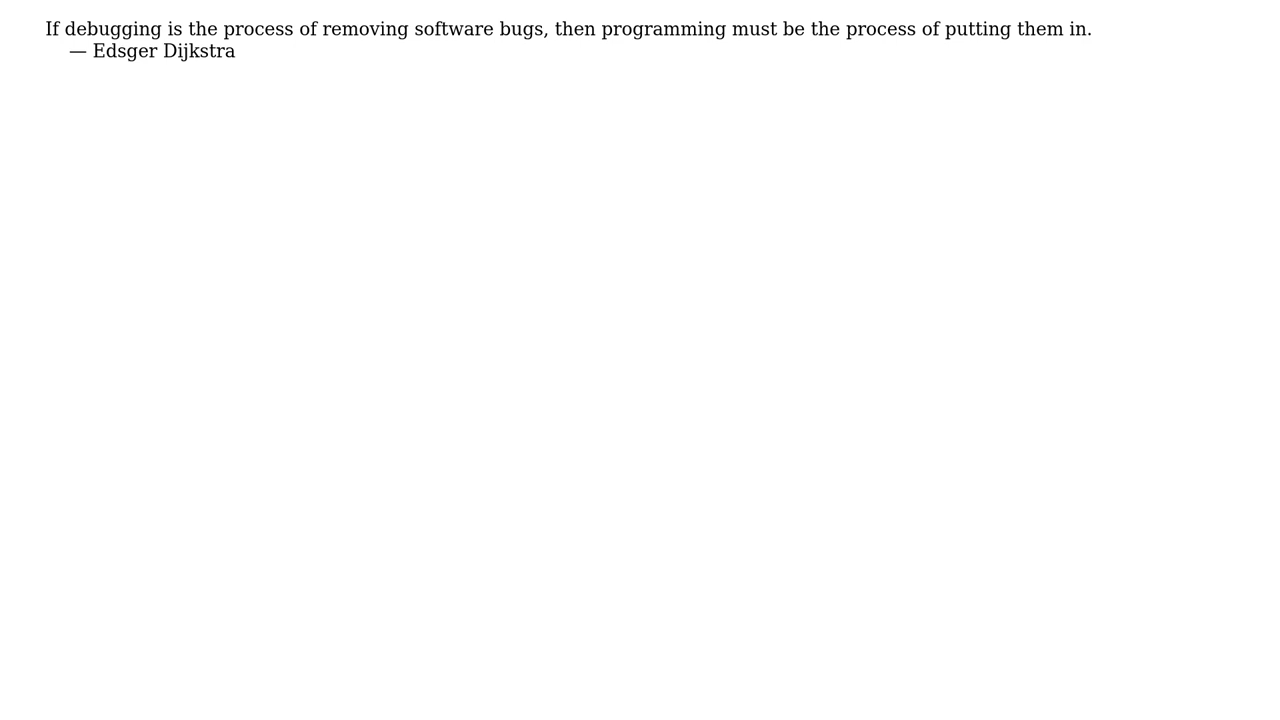 If debugging is the process of removing software bugs, then programming must be the process of putting them in.
— Edsger Dijkstra